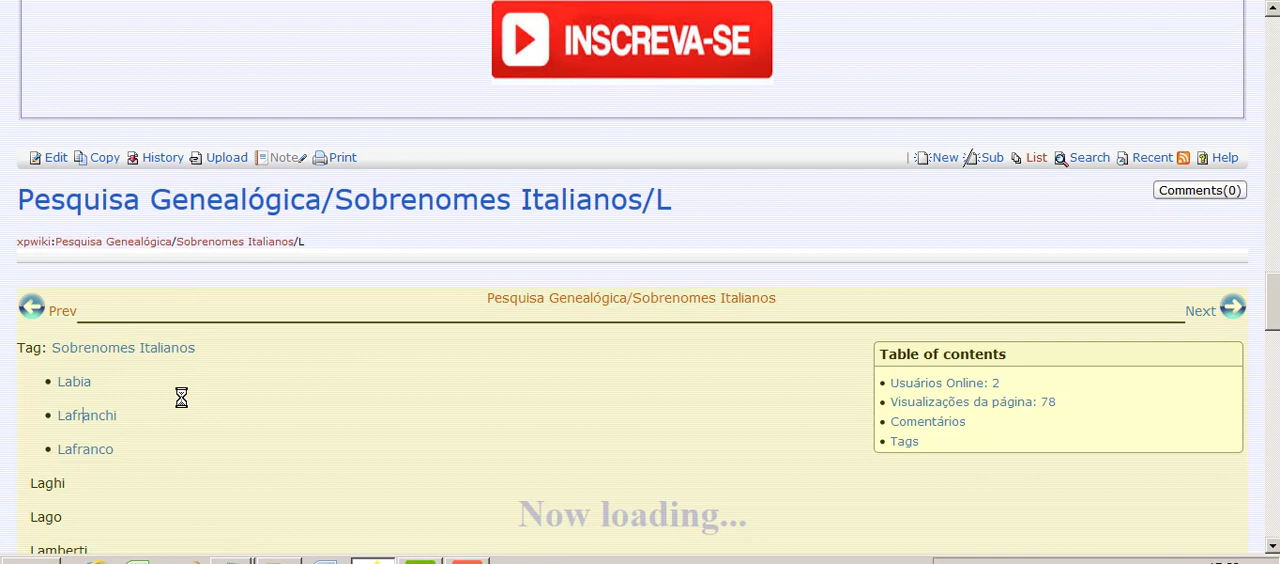 INSCREVA-SE
Edit Copy History Upload Note Print | New Sub List Search Recent Help
Pesquisa Genealógica/Sobrenomes Italianos/L
Comments(0)
xpwiki:Pesquisa Genealógica/Sobrenomes Italianos/L
Pesquisa Genealógica/Sobrenomes Italianos
Prev
Next
Tag: Sobrenomes Italianos
• Labia
• Lafranchi
• Lafranco
Laghi
Lago
Lamberti
Table of contents
• Usuários Online: 2
• Visualizações da página: 78
• Comentários
• Tags
Now loading...